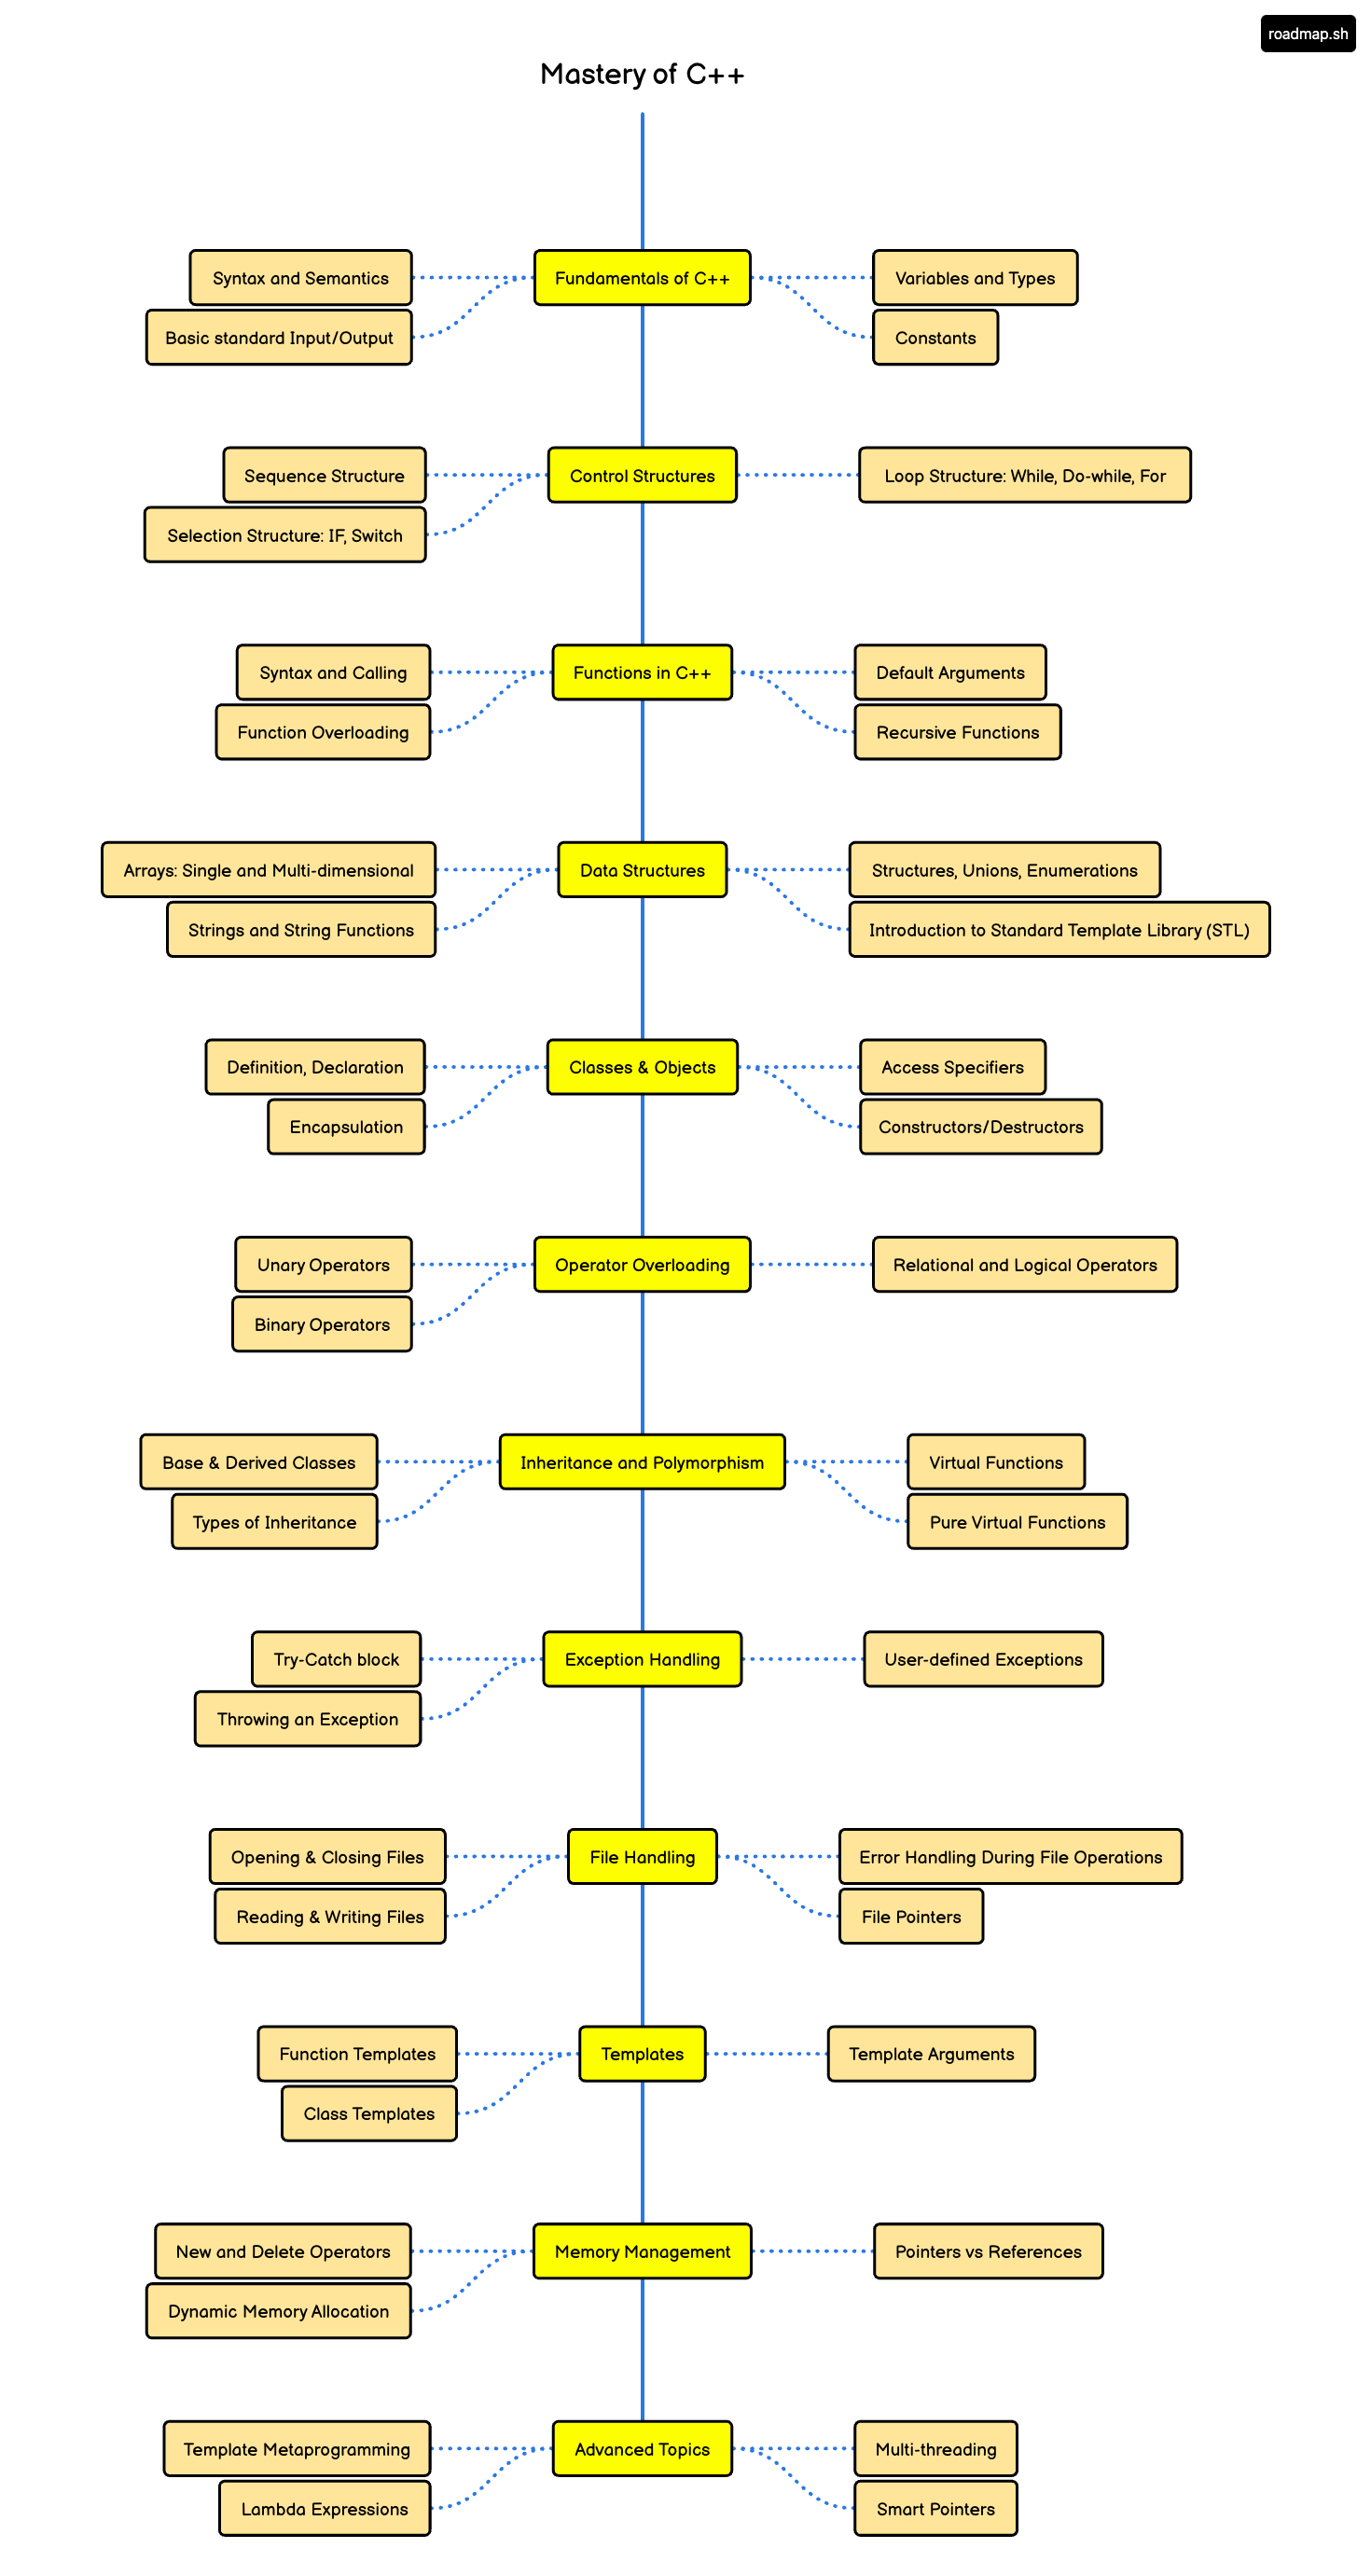 roadmap.sh
Mastery of C++
Syntax and Semantics
Fundamentals of C++
Variables and Types
Basic standard Input/Output
Constants
Sequence Structure
Control Structures
Loop Structure: While, Do-while, For
Selection Structure: IF, Switch
Syntax and Calling
Functions in C++
Default Arguments
Function Overloading
Recursive Functions
Arrays: Single and Multi-dimensional
Data Structures
Structures, Unions, Enumerations
Strings and String Functions
Introduction to Standard Template Library (STL)
Definition, Declaration
Classes & Objects
Access Specifiers
Encapsulation
Constructors/Destructors
Unary Operators
Operator Overloading
Relational and Logical Operators
Binary Operators
Base & Derived Classes
Inheritance and Polymorphism
Virtual Functions
Types of Inheritance
Pure Virtual Functions
Try-Catch block
Exception Handling
User-defined Exceptions
Throwing an Exception
Opening & Closing Files
File Handling
Error Handling During File Operations
Reading & Writing Files
File Pointers
Function Templates
Templates
Template Arguments
Class Templates
New and Delete Operators
Memory Management
Pointers vs References
Dynamic Memory Allocation
Template Metaprogramming
Advanced Topics
Multi-threading
Lambda Expressions
Smart Pointers